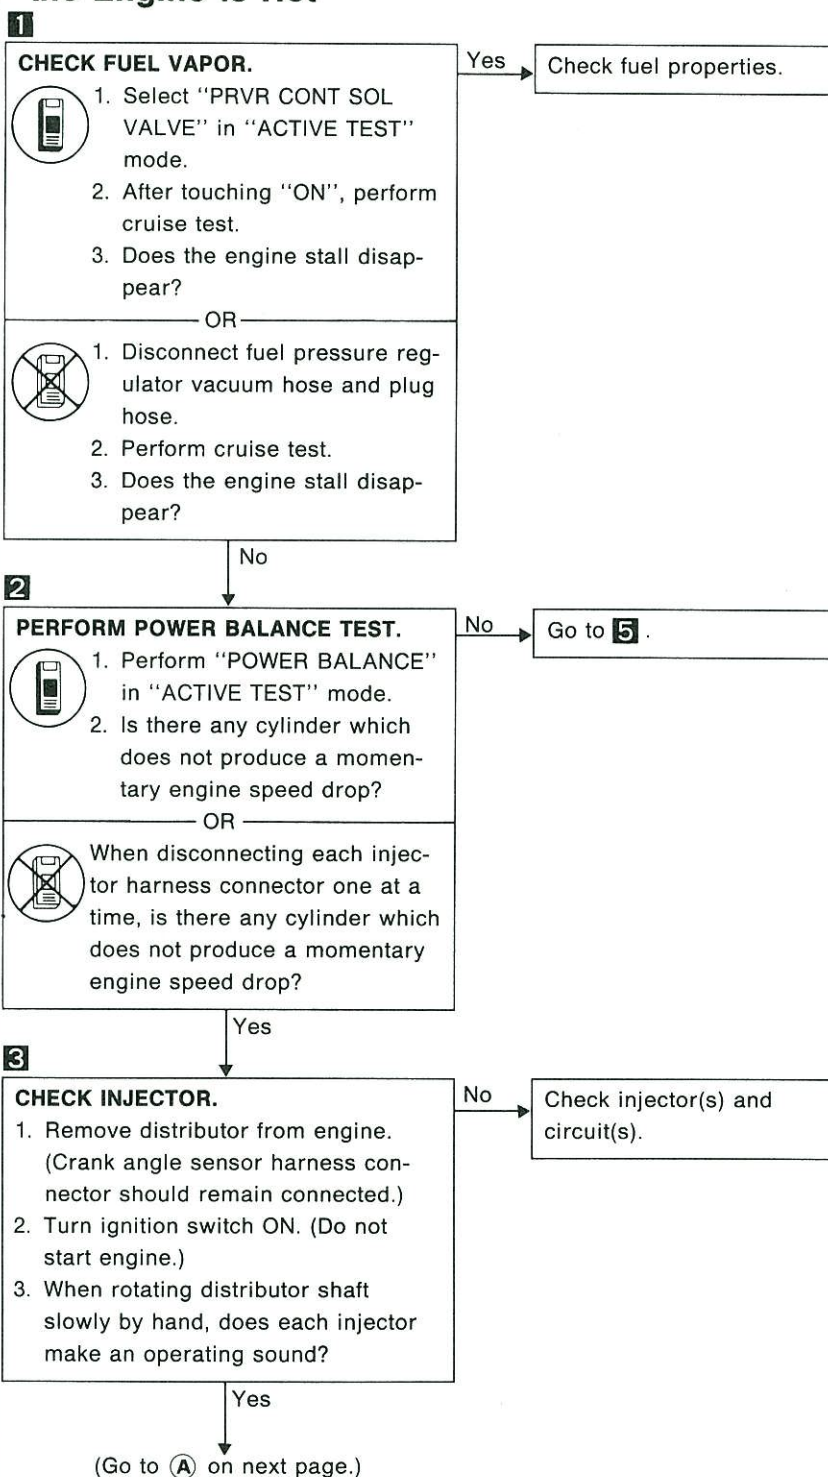 the Engine Is Hot
1
CHECK FUEL VAPOR.
1. Select "PRVR CONT SOL
VALVE" in "ACTIVE TEST"
mode.
2. After touching "ON", perform
cruise test.
3. Does the engine stall disap-
pear?
Yes
Check fuel properties.
OR
1. Disconnect fuel pressure reg-
ulator vacuum hose and plug
hose.
2. Perform cruise test.
3. Does the engine stall disap-
pear?
No
2
PERFORM POWER BALANCE TEST.
1. Perform "POWER BALANCE"
in "ACTIVE TEST" mode.
2. Is there any cylinder which
does not produce a momen-
tary engine speed drop?
No
Go to 5 .
OR
When disconnecting each injec-
tor harness connector one at a
time, is there any cylinder which
does not produce a momentary
engine speed drop?
Yes
3
CHECK INJECTOR.
1. Remove distributor from engine.
(Crank angle sensor harness con-
nector should remain connected.)
2. Turn ignition switch ON. (Do not
start engine.)
3. When rotating distributor shaft
slowly by hand, does each injector
make an operating sound?
No
Check injector(s) and
circuit(s).
Yes
(Go to A on next page.)